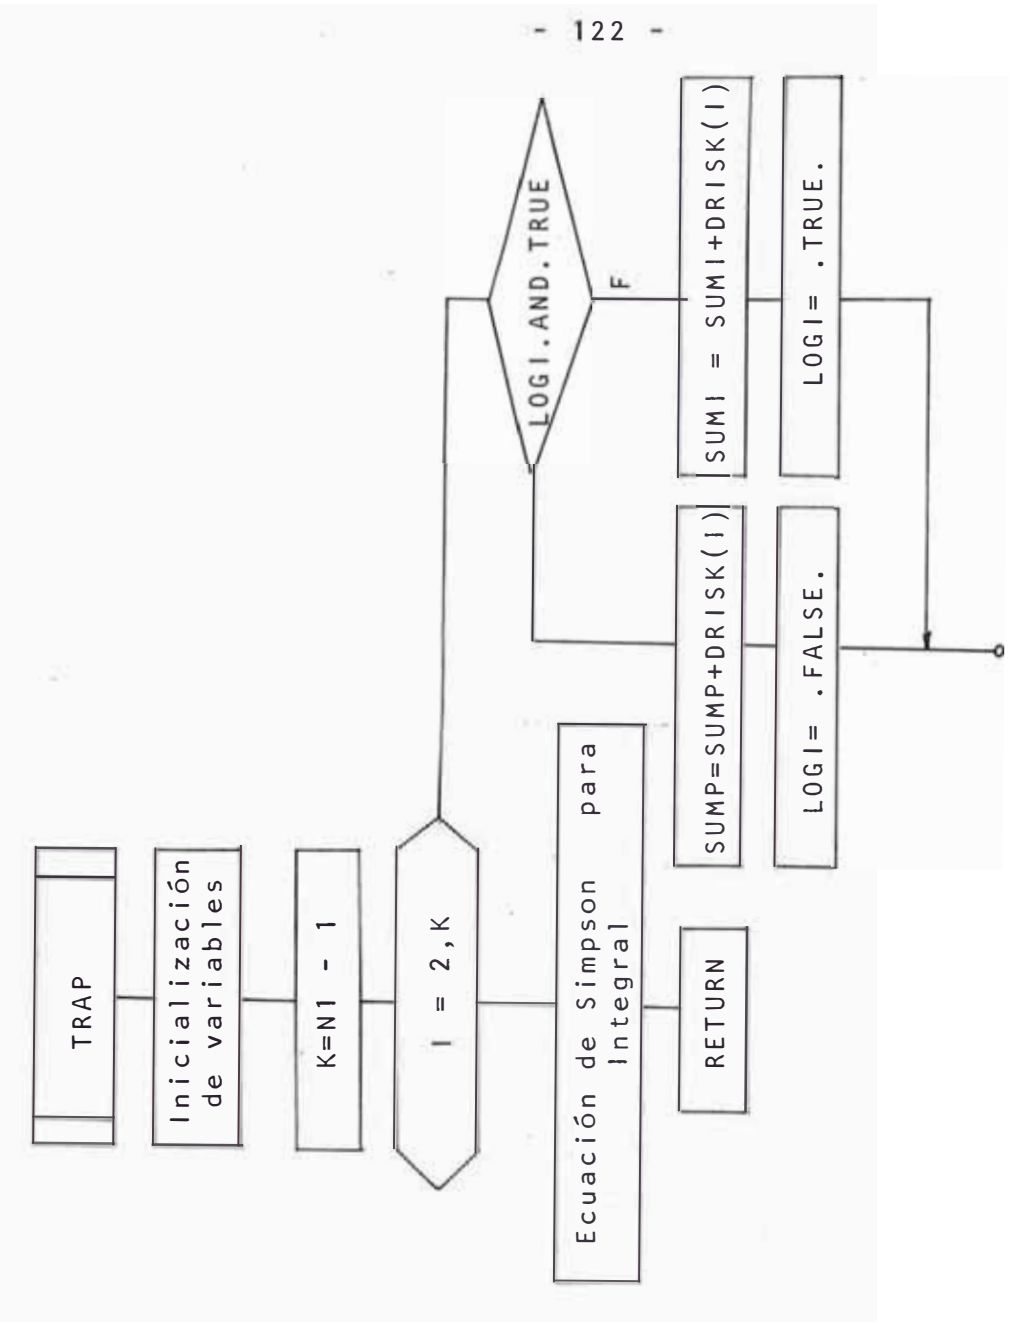 - 122 -
TRAP
Inicialización
de variables
K=N1 - 1
I = 2,K
LOGI.AND.TRUE
F
SUMI = SUMI+DRISK(I)
LOGI= .TRUE.
SUMP=SUMP+DRISK(I)
LOGI= .FALSE.
Ecuación de Simpson para
Integral
RETURN